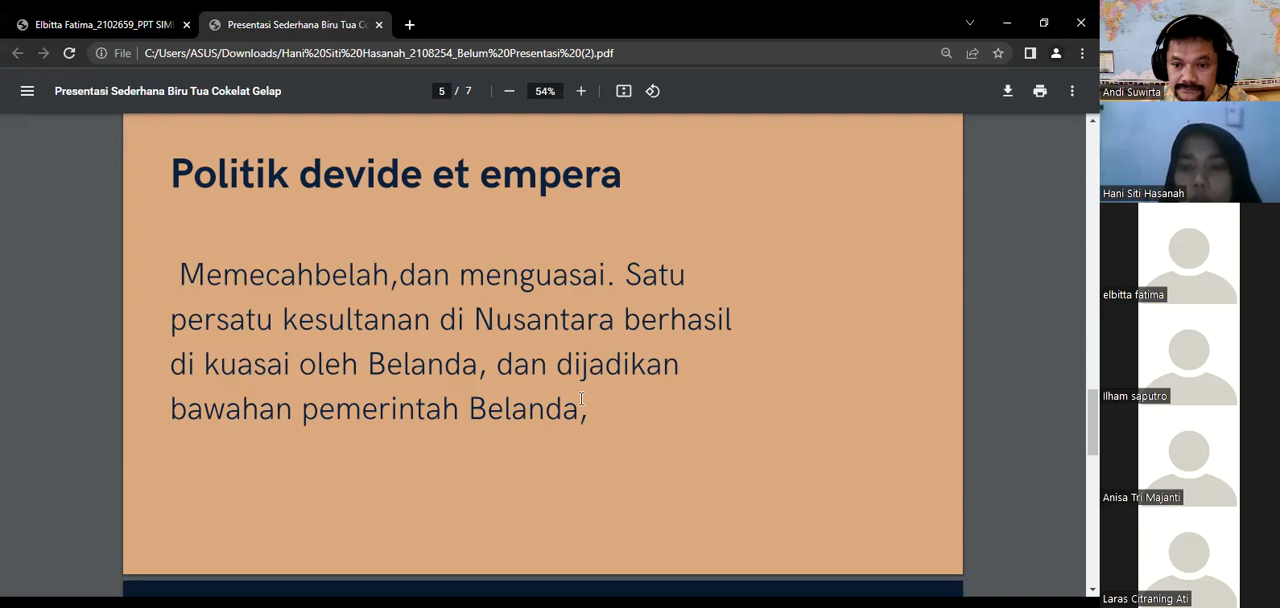 Elbitta Fatima_2102659_PPT SIMI
Presentasi Sederhana Biru Tua Co
File
C:/Users/ASUS/Downloads/Hani%20Siti%20Hasanah_2108254_Belum%20Presentasi%20(2).pdf
Presentasi Sederhana Biru Tua Cokelat Gelap
5 / 7
54%
Politik devide et empera
Memecahbelah,dan menguasai. Satu
persatu kesultanan di Nusantara berhasil
di kuasai oleh Belanda, dan dijadikan
bawahan pemerintah Belanda,
Andi Suwirta
Hani Siti Hasanah
elbitta fatima
Ilham saputro
Anisa Tri Majanti
Laras Citraning Ati